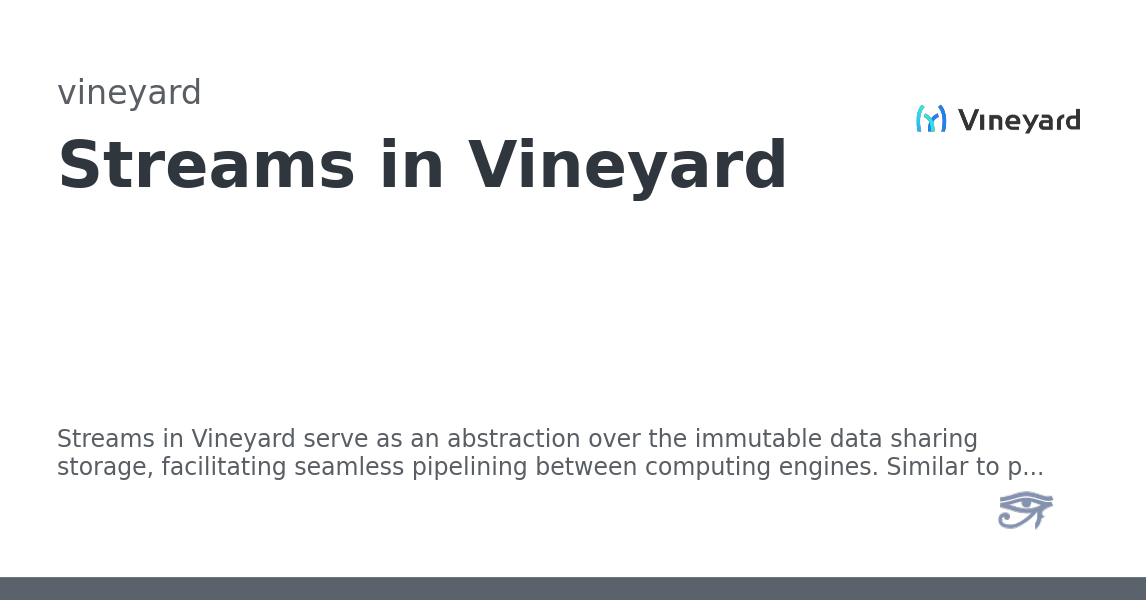 vineyard
Vineyard
Streams in Vineyard
Streams in Vineyard serve as an abstraction over the immutable data sharing
storage, facilitating seamless pipelining between computing engines. Similar to p...